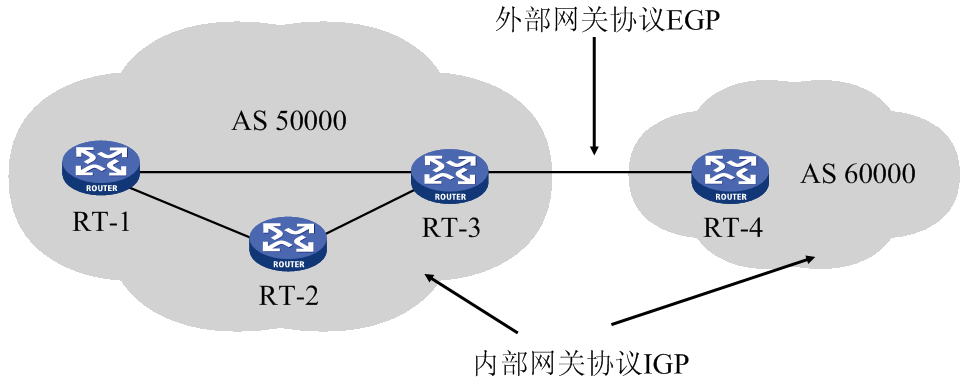 外部网关协议EGP
AS 50000
ROUTER
RT-1
ROUTER
RT-2
ROUTER
RT-3
ROUTER
RT-4
AS 60000
内部网关协议IGP